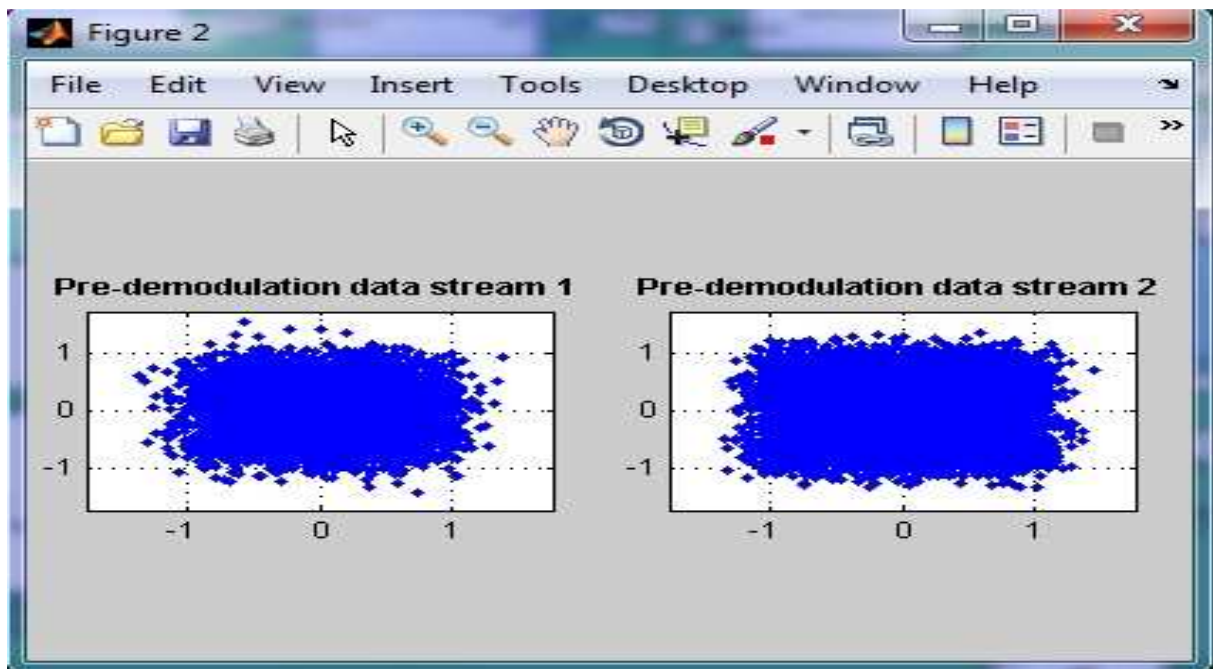 Figure 2
File Edit View Insert Tools Desktop Window Help
Pre-demodulation data stream 1
1
0
-1
-1 0 1
Pre-demodulation data stream 2
1
0
-1
-1 0 1